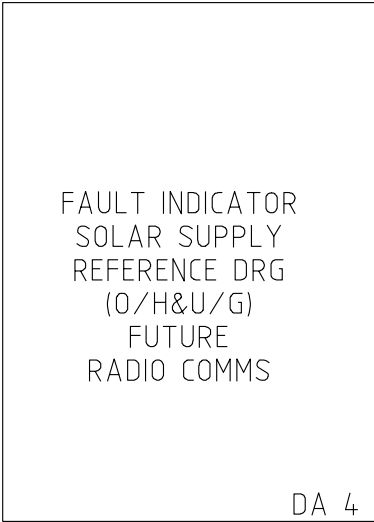 FAULT INDICATOR
SOLAR SUPPLY
REFERENCE DRG
(O/H&U/G)
FUTURE
RADIO COMMS
DA 4